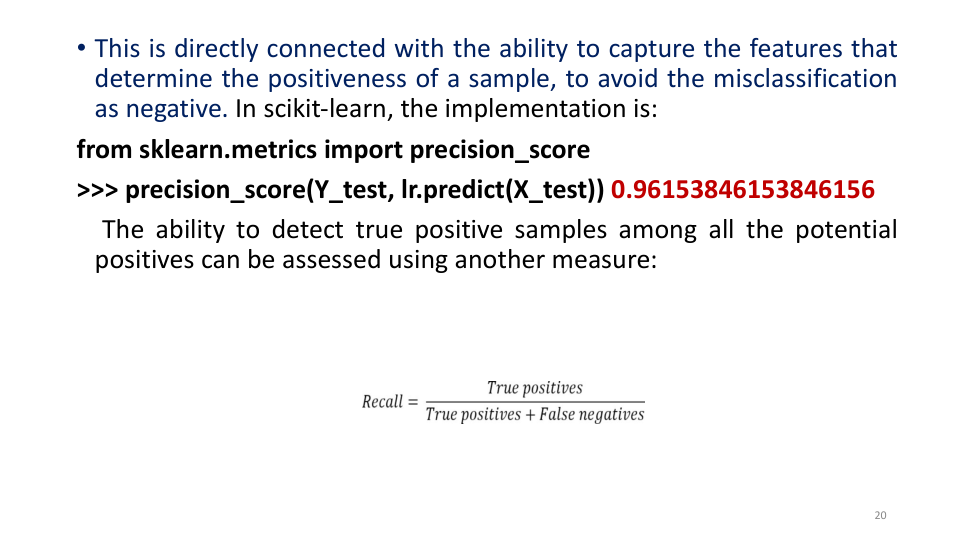 • This is directly connected with the ability to capture the features that
determine the positiveness of a sample, to avoid the misclassification
as negative. In scikit-learn, the implementation is:
from sklearn.metrics import precision_score
>>> precision_score(Y_test, lr.predict(X_test)) 0.96153846153846156
The ability to detect true positive samples among all the potential
positives can be assessed using another measure:
Recall = True positives / True positives + False negatives
20